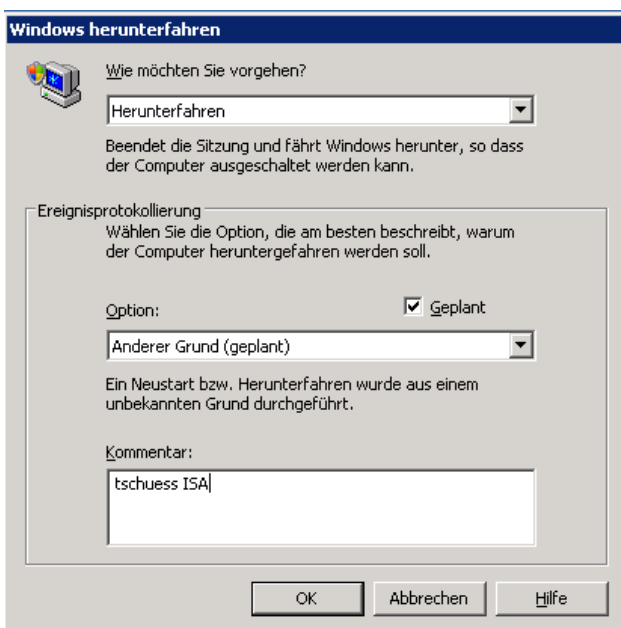 Windows herunterfahren
Wie möchten Sie vorgehen?
Herunterfahren
Beendet die Sitzung und fährt Windows herunter, so dass
der Computer ausgeschaltet werden kann.
Ereignisprotokollierung
Wählen Sie die Option, die am besten beschreibt, warum
der Computer heruntergefahren werden soll.
Option:
Geplant
Anderer Grund (geplant)
Ein Neustart bzw. Herunterfahren wurde aus einem
unbekannten Grund durchgeführt.
Kommentar:
tschuess ISA
OK Abbrechen Hilfe